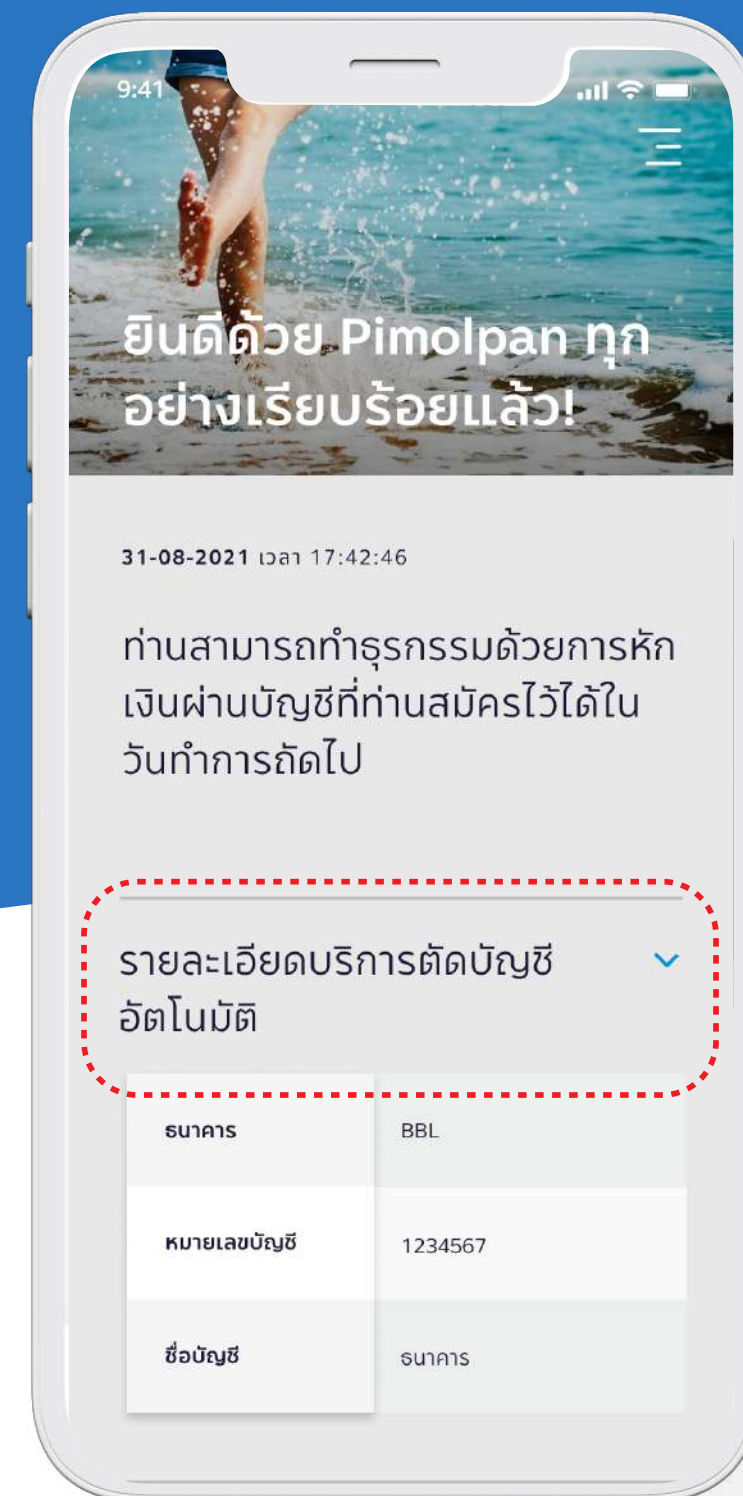 9:41
ยินดีด้วย Pimolpan ทุก
อย่างเรียบร้อยแล้ว!
31-08-2021 เวลา 17:42:46
ท่านสามารถทำธุรกรรมด้วยการหัก
เงินผ่านบัญชีที่ท่านสมัครไว้ได้ใน
วันทำการถัดไป
รายละเอียดบริการตัดบัญชี
อัตโนมัติ
ธนาคาร BBL
หมายเลขบัญชี 1234567
ชื่อบัญชี ธนาคาร